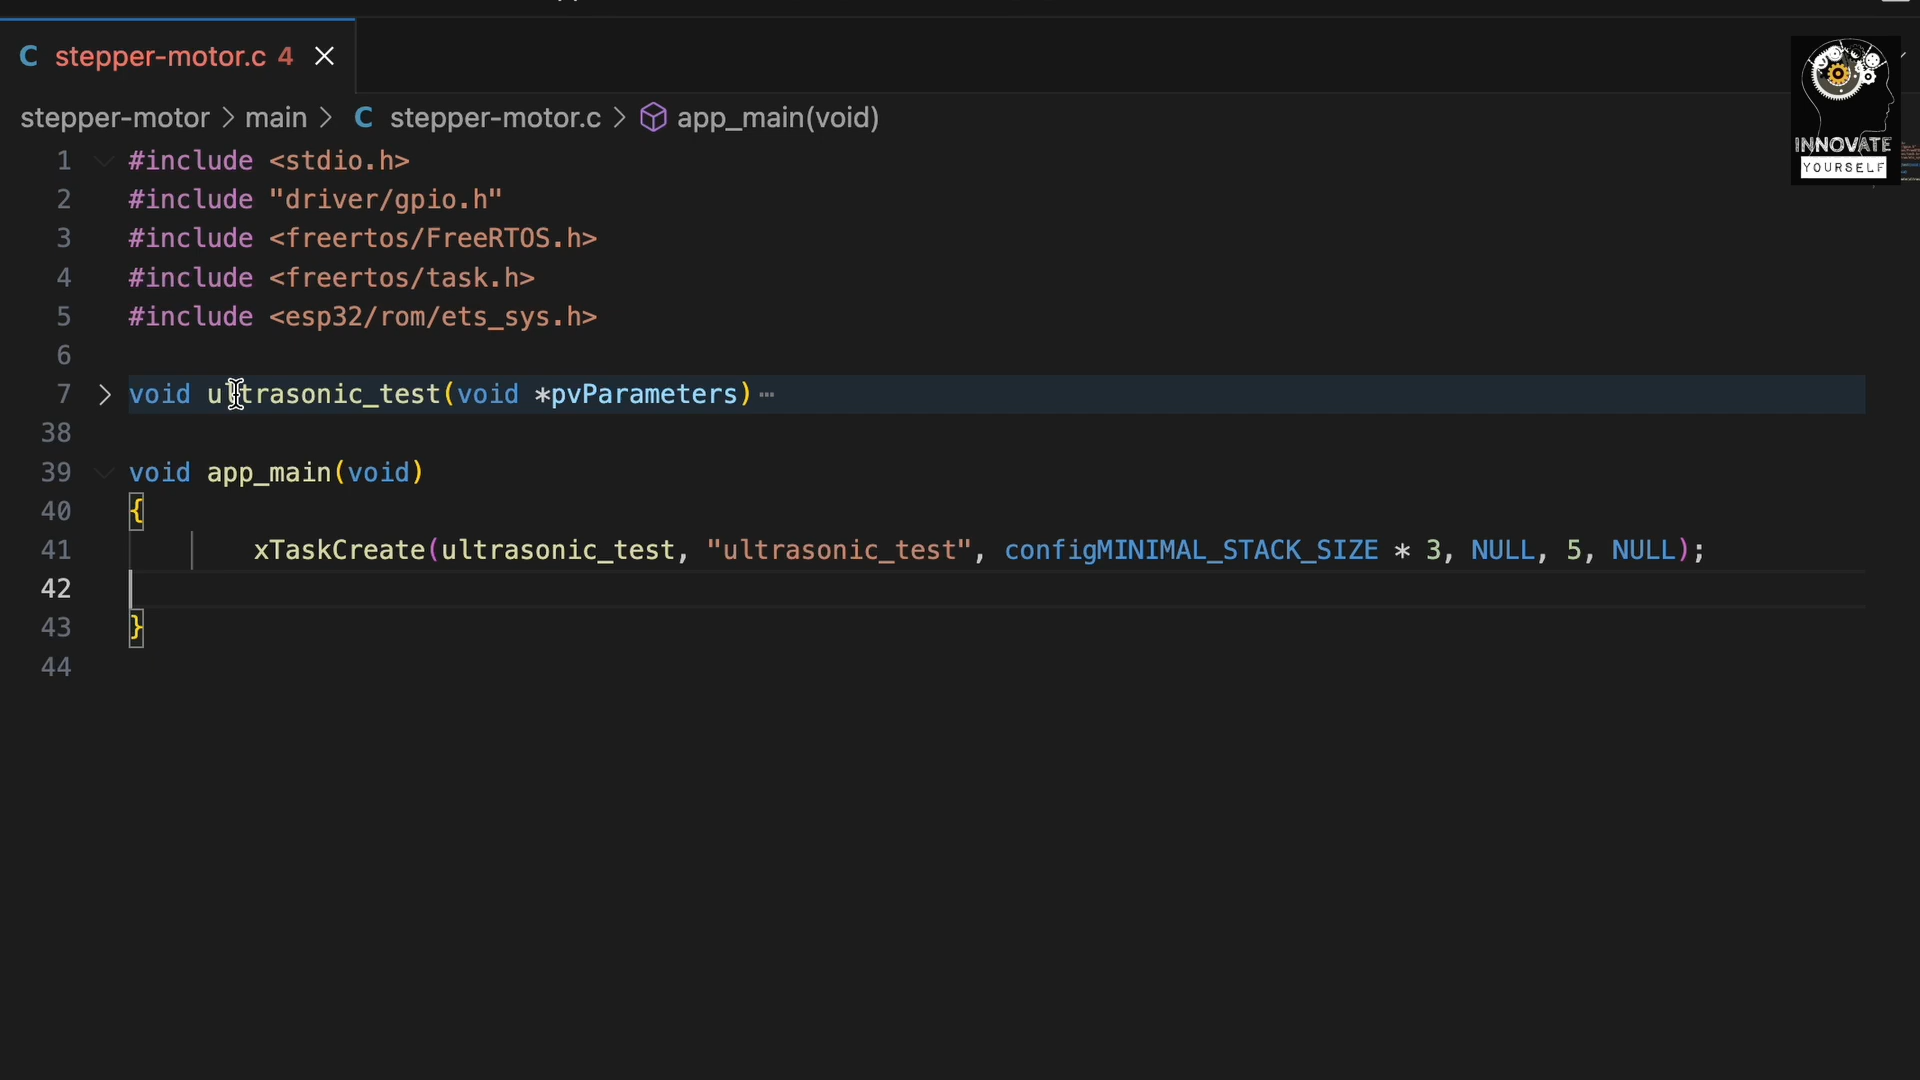 stepper-motor.c 4
stepper-motor > main > C stepper-motor.c > app_main(void)
INNOVATE
YOURSELF
1 #include <stdio.h>
2 #include "driver/gpio.h"
3 #include <freertos/FreeRTOS.h>
4 #include <freertos/task.h>
5 #include <esp32/rom/ets_sys.h>
6
7 void ultrasonic_test(void *pvParameters) ⋯
38
39 void app_main(void)
40 {
41 xTaskCreate(ultrasonic_test, "ultrasonic_test", configMINIMAL_STACK_SIZE * 3, NULL, 5, NULL);
42
43 }
44